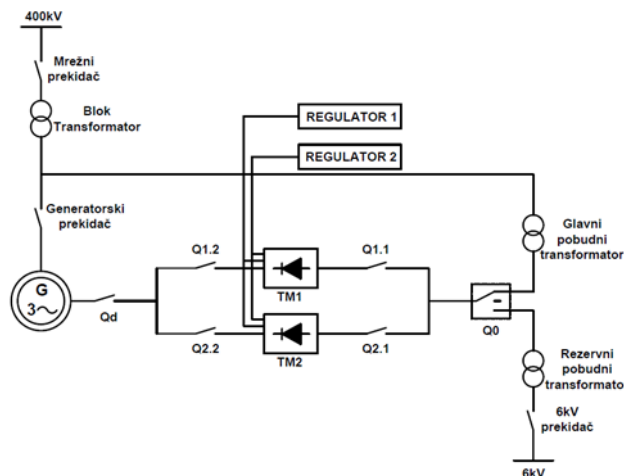 400kV
Mrežni
prekidač
Blok
Transformator
REGULATOR 1
REGULATOR 2
Generatorski
prekidač
Glavni
pobudni
transformator
Q1.2
Q1.1
G
3
TM1
Qd
Q0
Q2.2
Q2.1
TM2
Rezervni
pobudni
transformato
6kV
prekidač
6kV